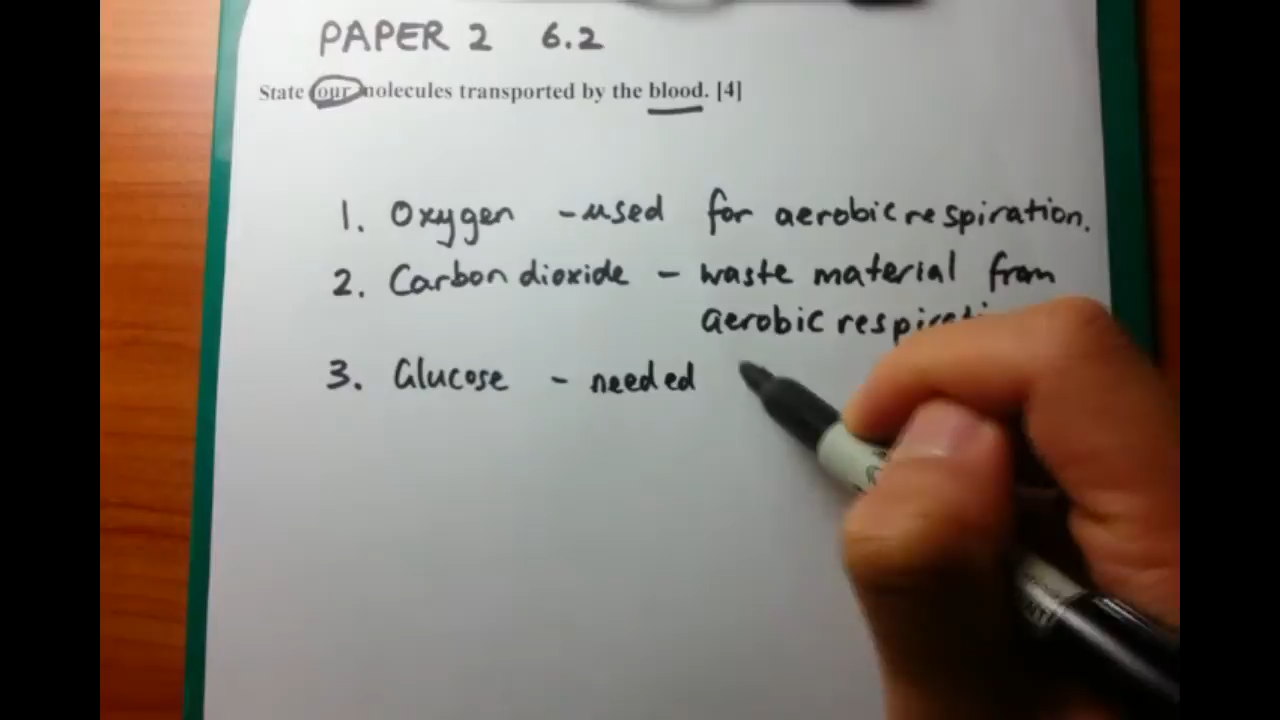 PAPER 2 6.2
State our molecules transported by the blood. [4]
1. Oxygen - used for aerobic respiration.
2. Carbon dioxide - waste material from
aerobic
3. Glucose - needed